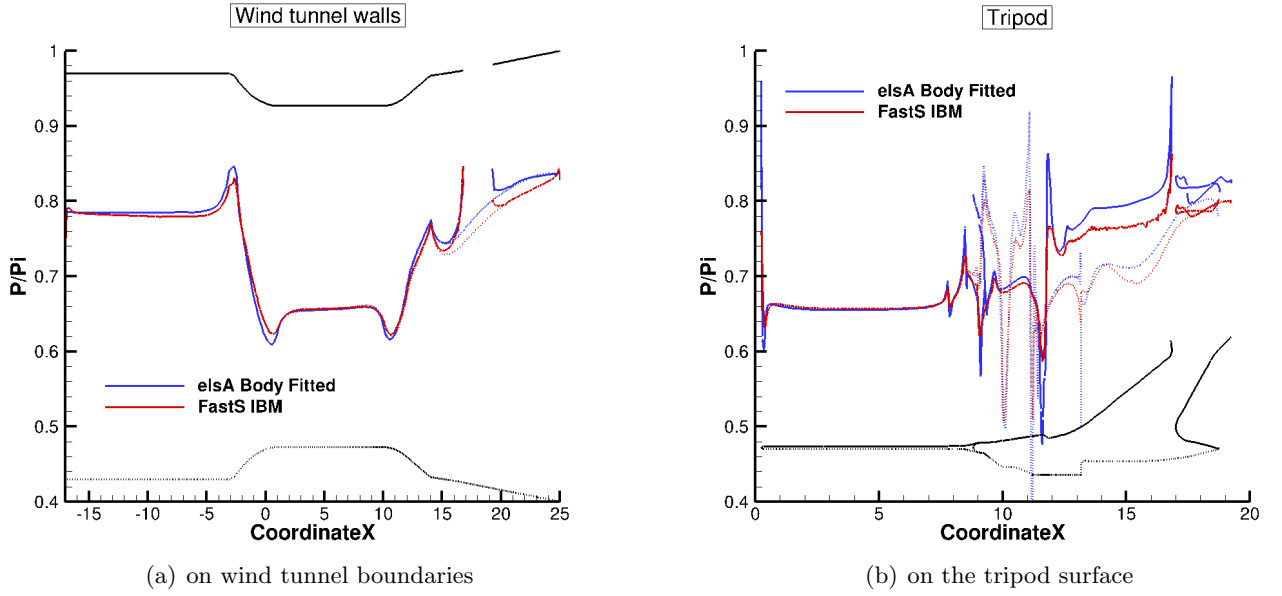 Wind tunnel walls
1
0.9
0.8
0.7
0.6
0.5
0.4
P/Pi
elsA Body Fitted
FastS IBM
-15 -10 -5 0 5 10 15 20 25
CoordinateX
(a) on wind tunnel boundaries
Tripod
1
0.9
0.8
0.7
0.6
0.5
0.4
P/Pi
elsA Body Fitted
FastS IBM
0 5 10 15 20
CoordinateX
(b) on the tripod surface